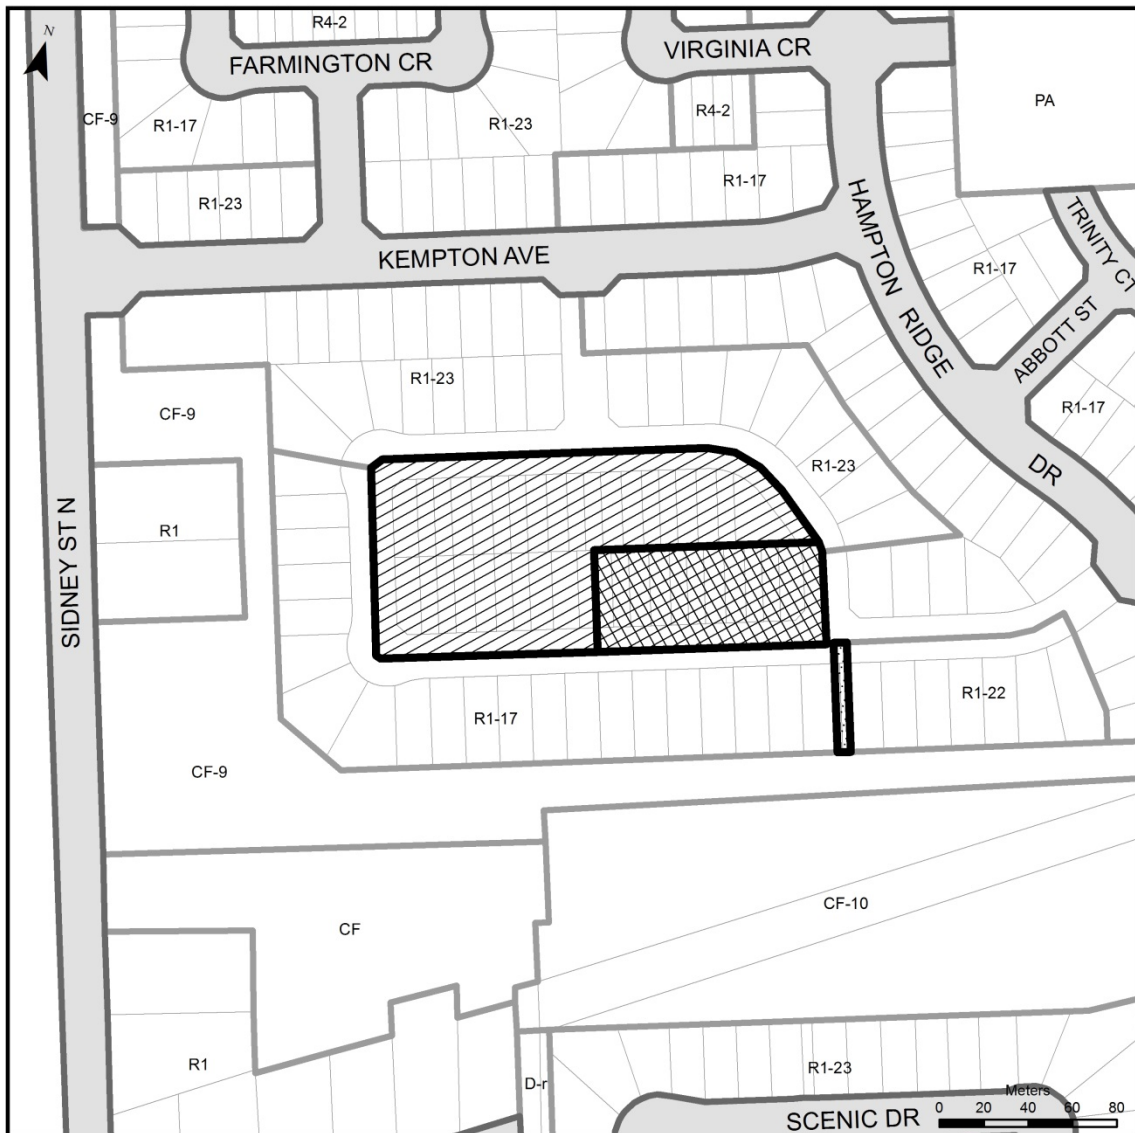 N
R4-2
FARMINGTON CR
VIRGINIA CR
CF-9
R1-17
R1-23
R4-2
PA
R1-23
R1-17
KEMPTON AVE
HAMPTON RIDGE DR
TRINITY CT
R1-17
ABBOTT ST
R1-23
CF-9
R1-17
R1-23
R1
SIDNEY ST N
R1-17
R1-22
CF-9
CF-10
CF
R1
D-r
R1-23
SCENIC DR
Meters
0 20 40 60 80